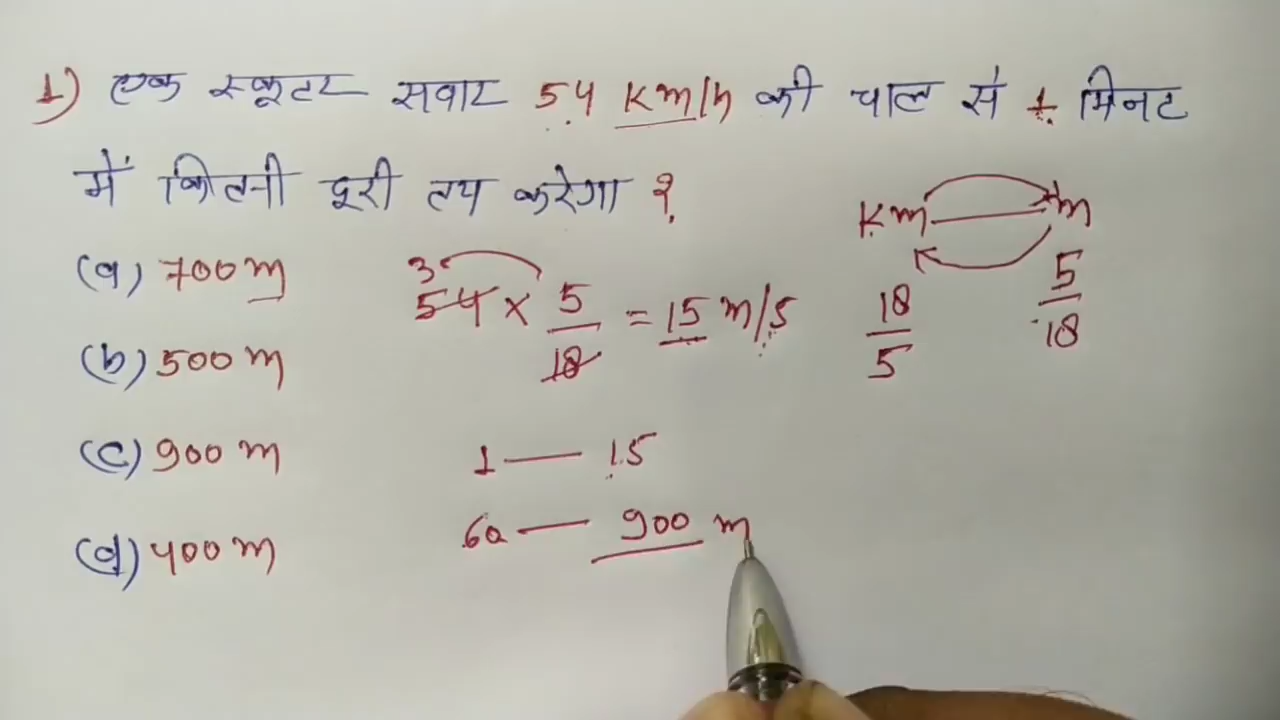 1) एक स्कूटर सवार 54 Km/h की चाल से 1 मिनट
में कितनी दूरी तय करेगा ?
(a) 700 m
(b) 500 m
(c) 900 m
(d) 400 m
3
54 × 5/18 = 15 m/s
1 — 15
60 — 900 m
Km — m
18/5
5/18